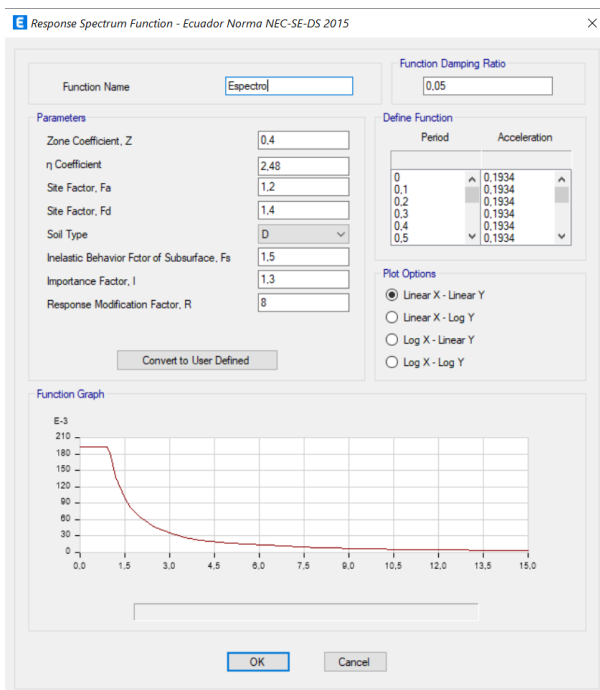 E Response Spectrum Function - Ecuador Norma NEC-SE-DS 2015
Function Name
Espectro
Function Damping Ratio
0,05
Parameters
Zone Coefficient, Z
0,4
η Coefficient
2,48
Site Factor, Fa
1,2
Site Factor, Fd
1,4
Soil Type
D
Inelastic Behavior Fctor of Subsurface, Fs
1,5
Importance Factor, I
1,3
Response Modification Factor, R
8
Convert to User Defined
Define Function
Period Acceleration
0 0,1934
0,1 0,1934
0,2 0,1934
0,3 0,1934
0,4 0,1934
0,5 0,1934
Plot Options
Linear X - Linear Y
Linear X - Log Y
Log X - Linear Y
Log X - Log Y
Function Graph
E-3
210
180
150
120
90
60
30
0
0,0 1,5 3,0 4,5 6,0 7,5 9,0 10,5 12,0 13,5 15,0
OK Cancel